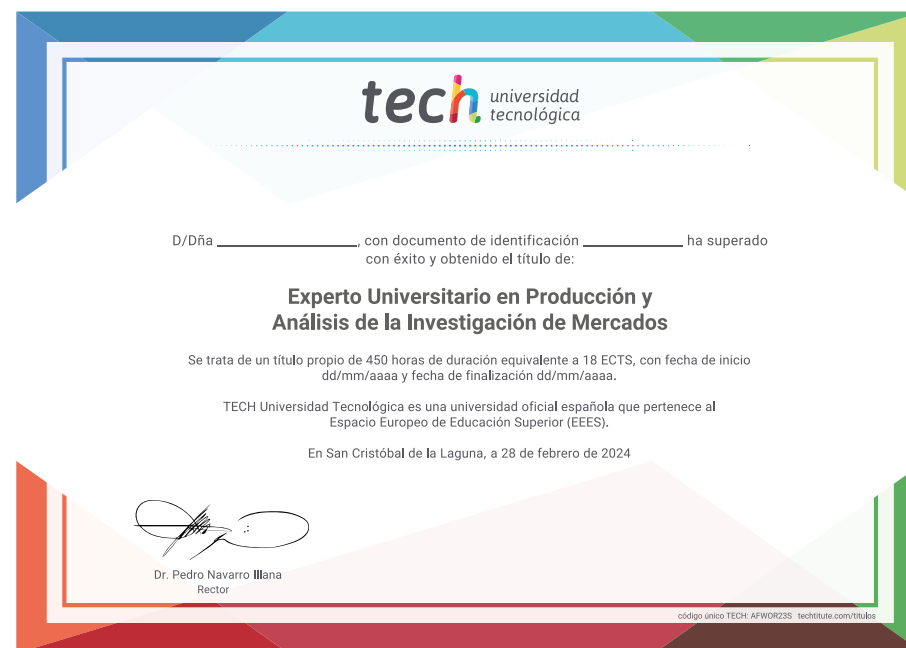 tech universidad
tecnológica
D/Dña ____________________, con documento de identificación ______________ ha superado
con éxito y obtenido el título de:
Experto Universitario en Producción y
Análisis de la Investigación de Mercados
Se trata de un título propio de 450 horas de duración equivalente a 18 ECTS, con fecha de inicio
dd/mm/aaaa y fecha de finalización dd/mm/aaaa.
TECH Universidad Tecnológica es una universidad oficial española que pertenece al
Espacio Europeo de Educación Superior (EEES).
En San Cristóbal de la Laguna, a 28 de febrero de 2024
Dr. Pedro Navarro Illana
Rector
código único TECH: AFWOR23S techtitute.com/titulos